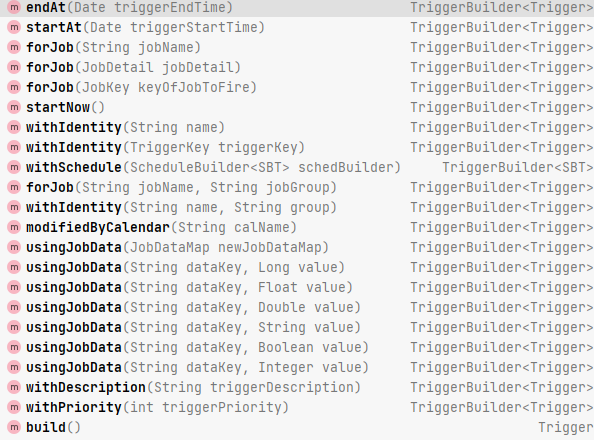 m endAt(Date triggerEndTime) TriggerBuilder<Trigger>
m startAt(Date triggerStartTime) TriggerBuilder<Trigger>
m forJob(String jobName) TriggerBuilder<Trigger>
m forJob(JobDetail jobDetail) TriggerBuilder<Trigger>
m forJob(JobKey keyOfJobToFire) TriggerBuilder<Trigger>
m startNow() TriggerBuilder<Trigger>
m withIdentity(String name) TriggerBuilder<Trigger>
m withIdentity(TriggerKey triggerKey) TriggerBuilder<Trigger>
m withSchedule(ScheduleBuilder<SBT> schedBuilder) TriggerBuilder<SBT>
m forJob(String jobName, String jobGroup) TriggerBuilder<Trigger>
m withIdentity(String name, String group) TriggerBuilder<Trigger>
m modifiedByCalendar(String calName) TriggerBuilder<Trigger>
m usingJobData(JobDataMap newJobDataMap) TriggerBuilder<Trigger>
m usingJobData(String dataKey, Long value) TriggerBuilder<Trigger>
m usingJobData(String dataKey, Float value) TriggerBuilder<Trigger>
m usingJobData(String dataKey, Double value) TriggerBuilder<Trigger>
m usingJobData(String dataKey, String value) TriggerBuilder<Trigger>
m usingJobData(String dataKey, Boolean value) TriggerBuilder<Trigger>
m usingJobData(String dataKey, Integer value) TriggerBuilder<Trigger>
m withDescription(String triggerDescription) TriggerBuilder<Trigger>
m withPriority(int triggerPriority) TriggerBuilder<Trigger>
m build() Trigger